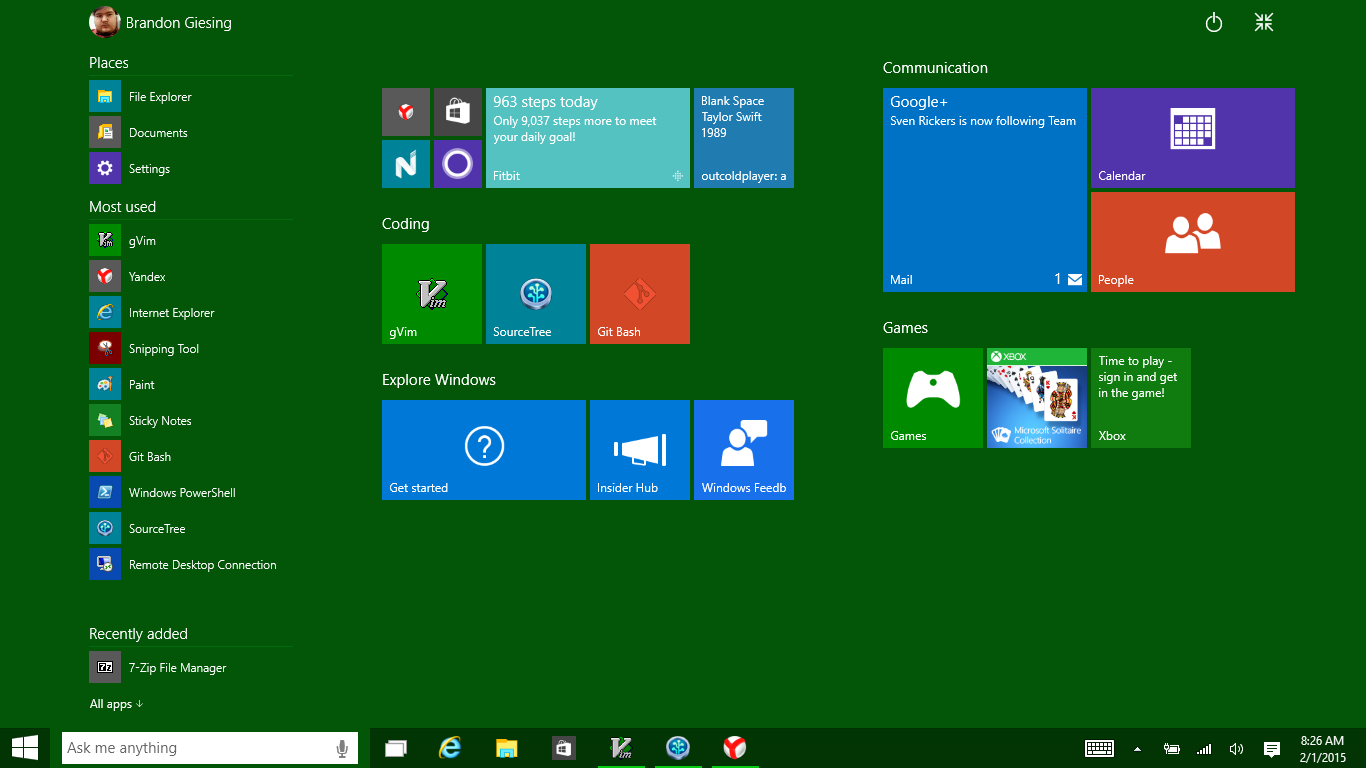 Brandon Giesing
Places
File Explorer
Documents
Settings
Most used
gVim
Yandex
Internet Explorer
Snipping Tool
Paint
Sticky Notes
Git Bash
Windows PowerShell
SourceTree
Remote Desktop Connection
Recently added
7z
7-Zip File Manager
All apps
963 steps today
Only 9,037 steps more to meet
your daily goal!
Fitbit
Blank Space
Taylor Swift
1989
outcoldplayer: a
Coding
Vim
gVim
SourceTree
Git Bash
Explore Windows
?
Get started
Insider Hub
Windows Feedb
Communication
Google+
Sven Rickers is now following Team
Mail
1
Calendar
People
Games
Games
XBOX
Microsoft Solitaire
Collection
Time to play -
sign in and get
in the game!
Xbox
Ask me anything
8:26 AM
2/1/2015